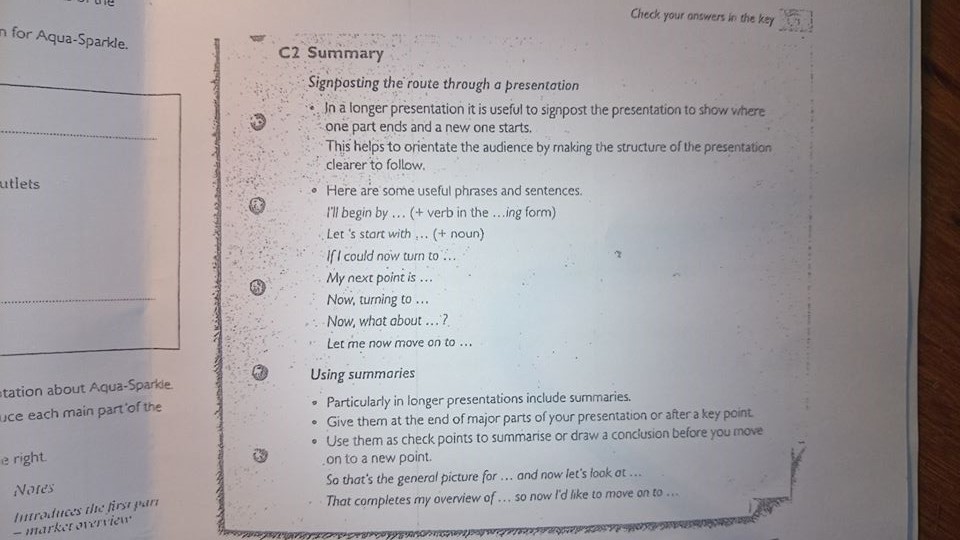 the
n for Aqua-Sparkle.
utlets
tation about Aqua-Sparkle
uce each main part of the
e right.
Notes
Introduces the first part
– market overview
Check your answers in the key
C2 Summary
Signposting the route through a presentation
• In a longer presentation it is useful to signpost the presentation to show where
one part ends and a new one starts.
This helps to orientate the audience by making the structure of the presentation
clearer to follow.
• Here are some useful phrases and sentences.
I'll begin by ... (+ verb in the ...ing form)
Let 's start with ... (+ noun)
If I could now turn to ...
My next point is ...
Now, turning to ...
Now, what about ... ?
Let me now move on to ...
Using summaries
• Particularly in longer presentations include summaries.
• Give them at the end of major parts of your presentation or after a key point.
• Use them as check points to summarise or draw a conclusion before you move
on to a new point.
So that's the general picture for ... and now let's look at ...
That completes my overview of ... so now I'd like to move on to ...